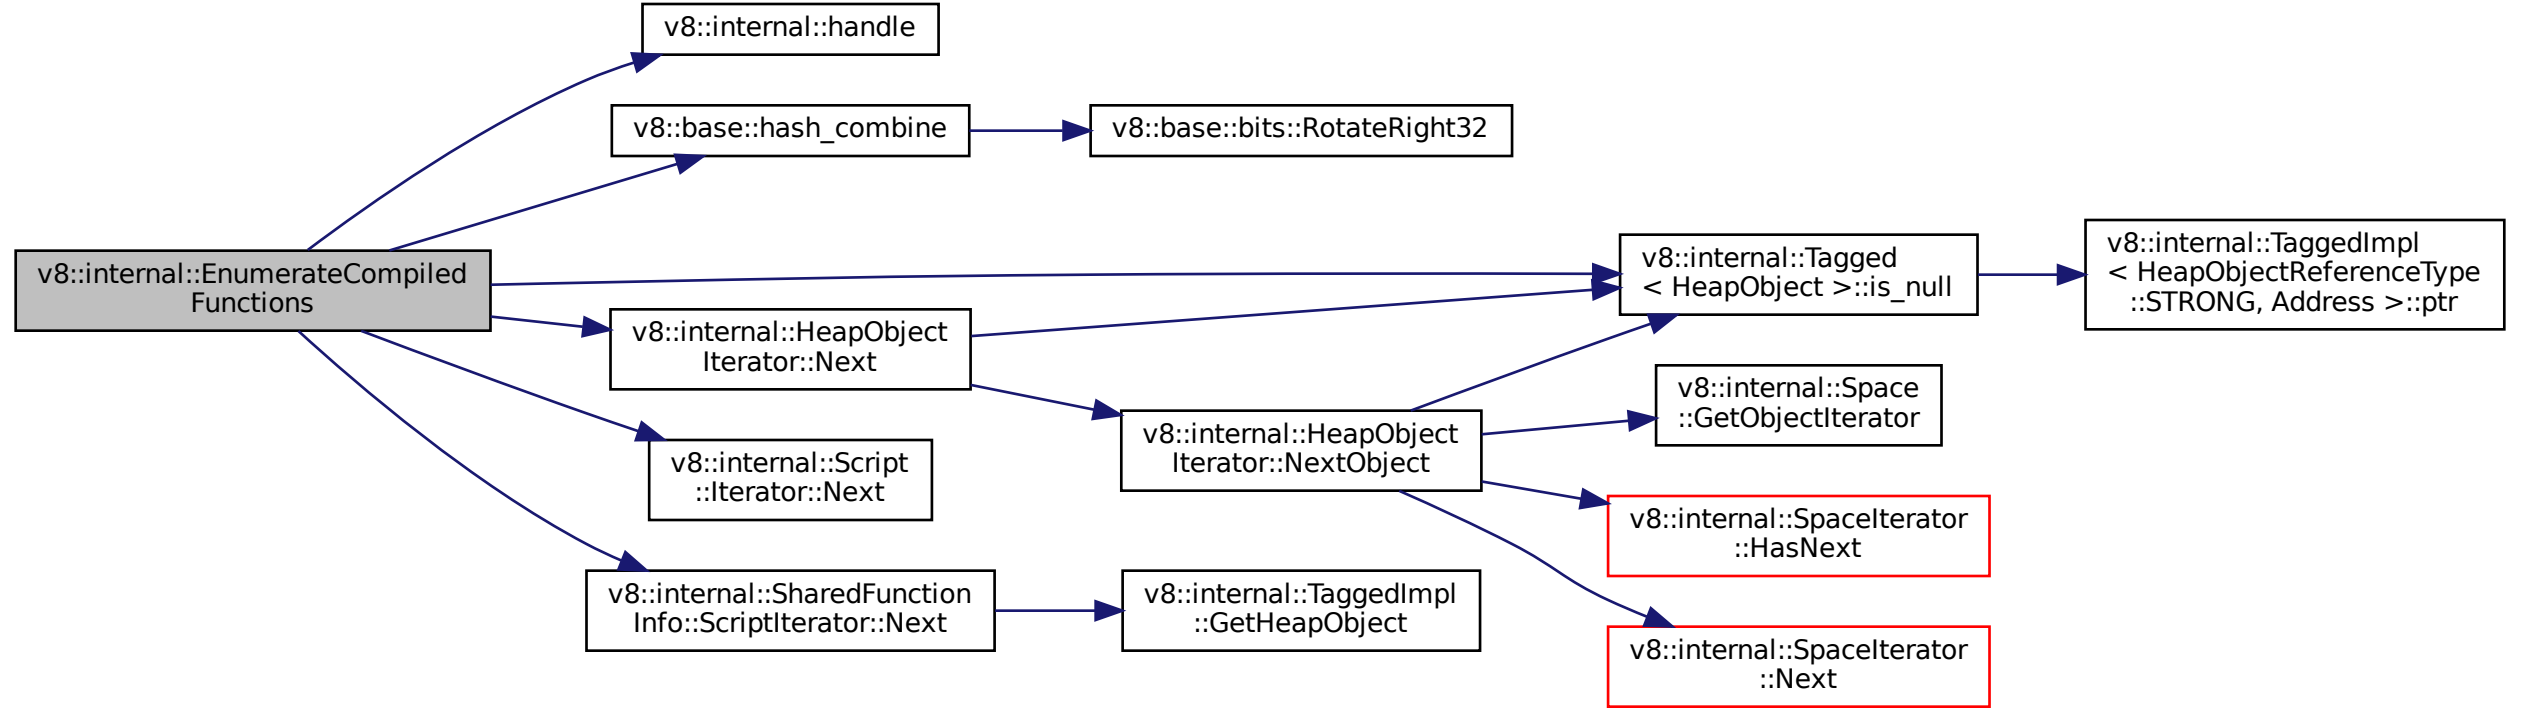 v8::internal::handle
v8::base::hash_combine
v8::base::bits::RotateRight32
v8::internal::EnumerateCompiled
Functions
v8::internal::Tagged
< HeapObject >::is_null
v8::internal::TaggedImpl
< HeapObjectReferenceType
::STRONG, Address >::ptr
v8::internal::HeapObject
Iterator::Next
v8::internal::HeapObject
Iterator::NextObject
v8::internal::Space
::GetObjectIterator
v8::internal::Script
::Iterator::Next
v8::internal::SpaceIterator
::HasNext
v8::internal::SharedFunction
Info::ScriptIterator::Next
v8::internal::TaggedImpl
::GetHeapObject
v8::internal::SpaceIterator
::Next